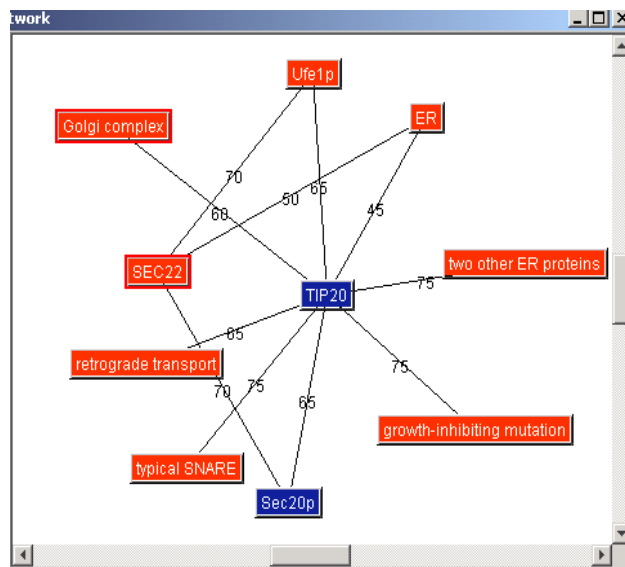 twork
Ufe1p
Golgi complex
ER
70
65
50
60
45
SEC22
two other ER proteins
75
TIP20
65
retrograde transport
75
70
75
65
growth-inhibiting mutation
typical SNARE
Sec20p